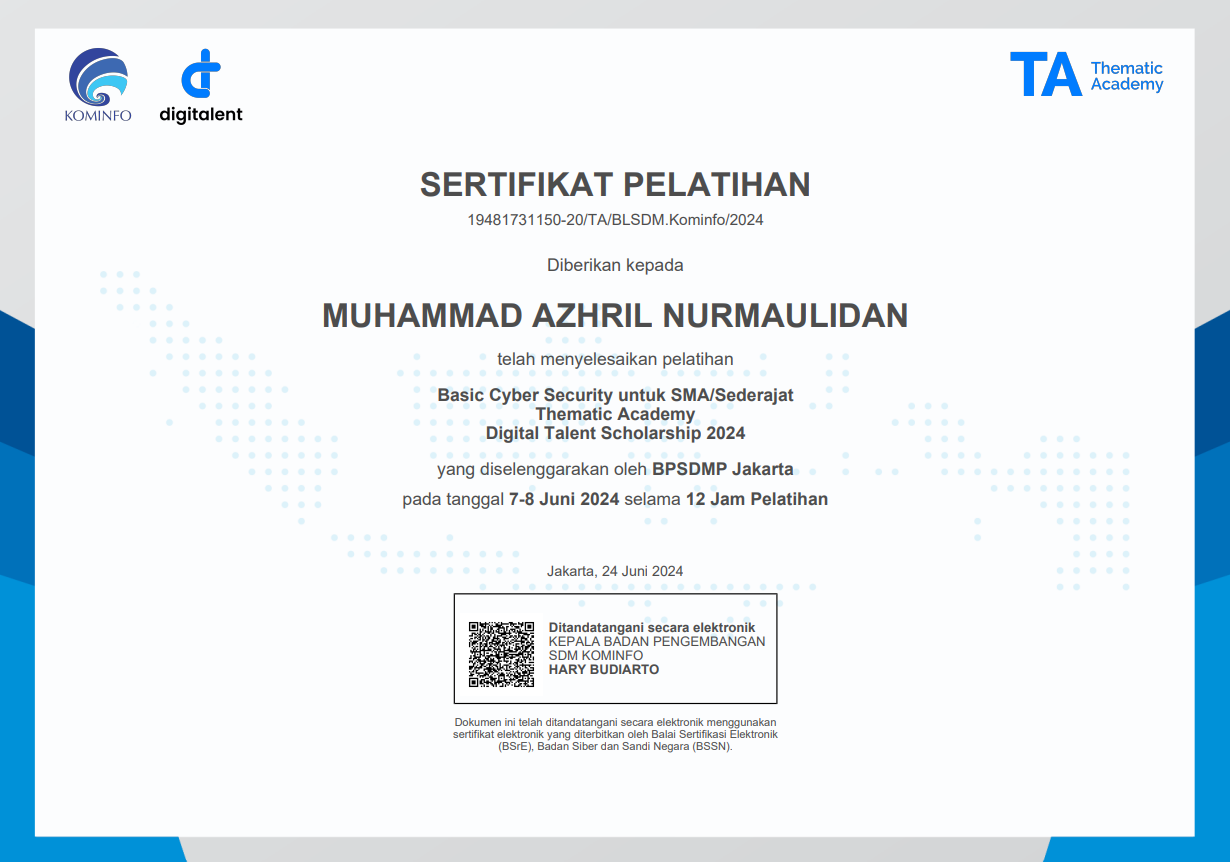 KOMINFO
digitalent
TA Thematic
Academy
SERTIFIKAT PELATIHAN
19481731150-20/TA/BLSDM.Kominfo/2024
Diberikan kepada
MUHAMMAD AZHRIL NURMAULIDAN
telah menyelesaikan pelatihan
Basic Cyber Security untuk SMA/Sederajat
Thematic Academy
Digital Talent Scholarship 2024
yang diselenggarakan oleh BPSDMP Jakarta
pada tanggal 7-8 Juni 2024 selama 12 Jam Pelatihan
Jakarta, 24 Juni 2024
Ditandatangani secara elektronik
KEPALA BADAN PENGEMBANGAN
SDM KOMINFO
HARY BUDIARTO
Dokumen ini telah ditandatangani secara elektronik menggunakan
sertifikat elektronik yang diterbitkan oleh Balai Sertifikasi Elektronik
(BSrE), Badan Siber dan Sandi Negara (BSSN).